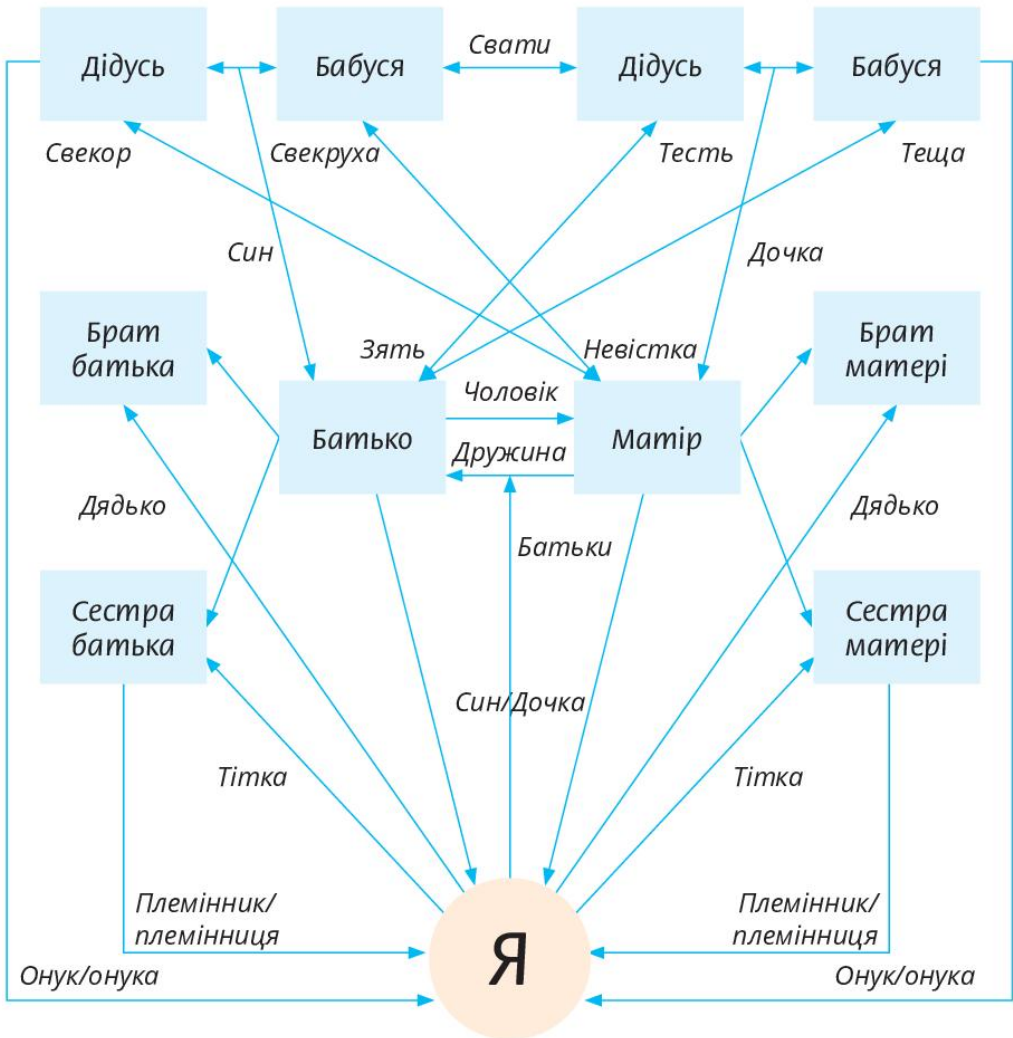 Дідусь
Бабуся
Свати
Дідусь
Бабуся
Свекор
Свекруха
Тесть
Теща
Син
Дочка
Брат
батька
Зять
Невістка
Брат
матері
Чоловік
Батько
Матір
Дружина
Дядько
Батьки
Дядько
Сестра
батька
Сестра
матері
Син/Дочка
Тітка
Тітка
Племінник/
племінниця
Я
Племінник/
племінниця
Онук/онука
Онук/онука